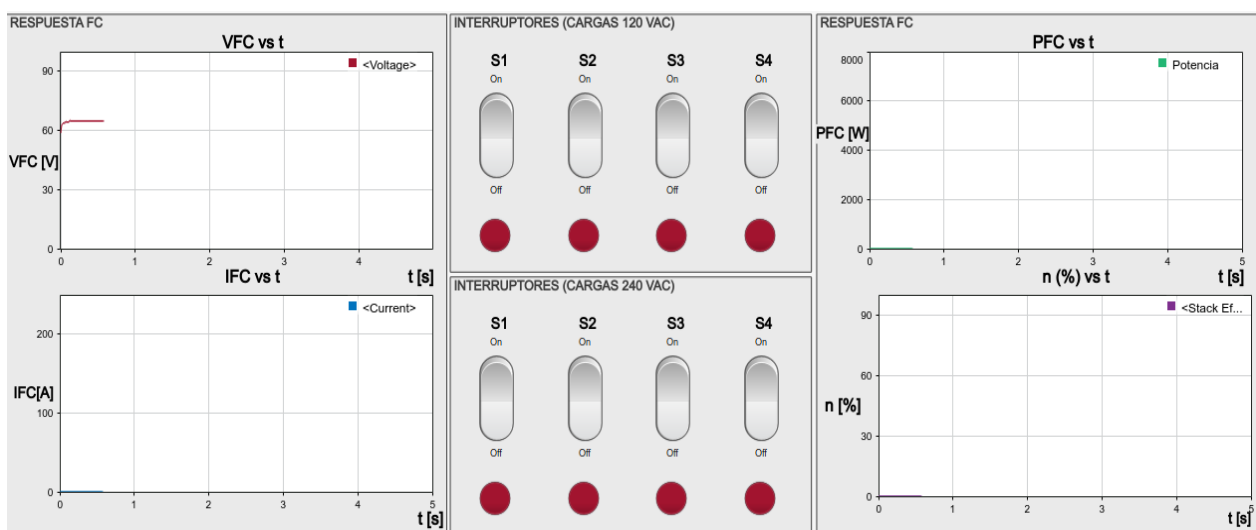 RESPUESTA FC
VFC vs t
<Voltage>
90
60
VFC [V]
30
0
0 1 2 3 4
t [s]
IFC vs t
<Current>
200
IFC[A]
100
0
0 1 2 3 4 5
t [s]
INTERRUPTORES (CARGAS 120 VAC)
S1 S2 S3 S4
On On On On
Off Off Off Off
INTERRUPTORES (CARGAS 240 VAC)
S1 S2 S3 S4
On On On On
Off Off Off Off
RESPUESTA FC
PFC vs t
Potencia
8000
6000
PFC [W]
4000
2000
0
0 1 2 3 4 5
n (%) vs t
t [s]
<Stack Ef...
90
60
n [%]
30
0
0 1 2 3 4 5
t [s]